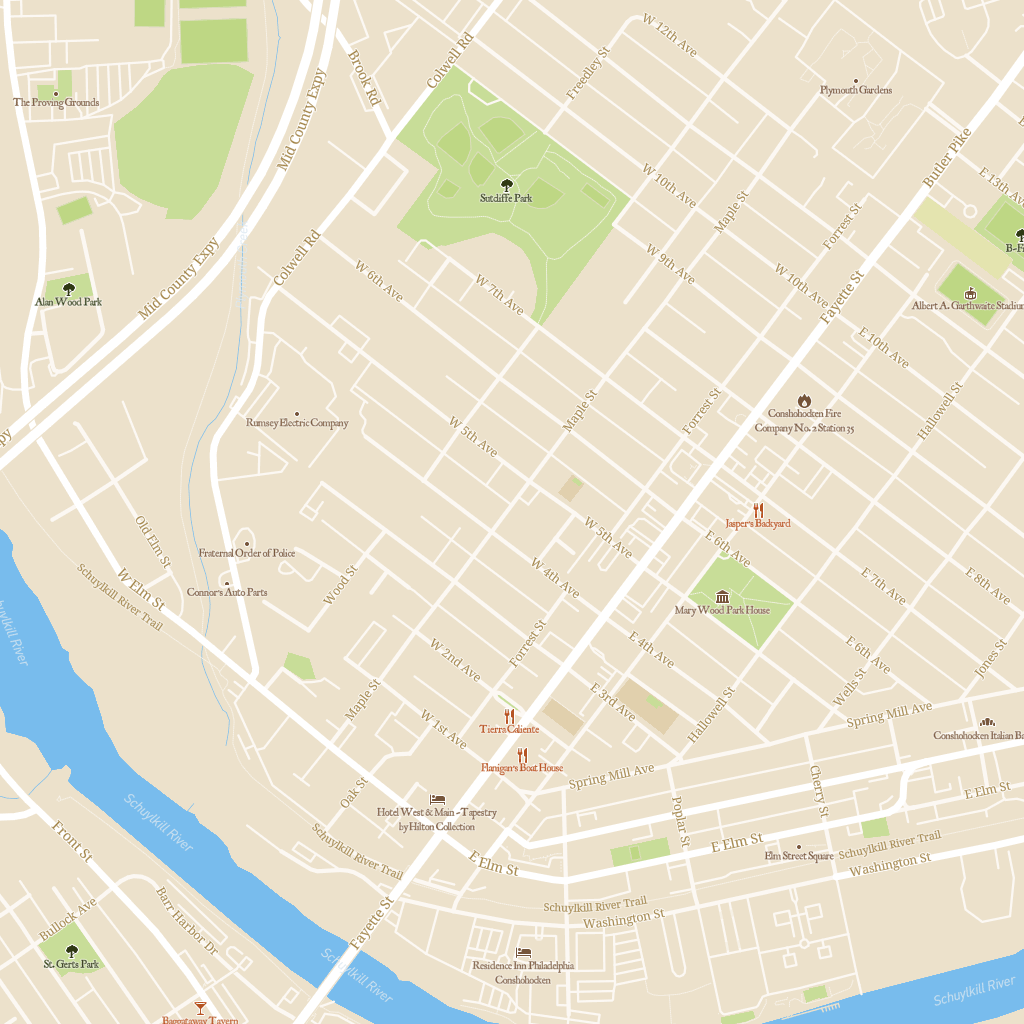 W 12th Ave
Colwell Rd
Brook Rd
Freedley St
Plymouth Gardens
The Proving Grounds
Mid County Expy
Butler Pike
E 13th Ave
W 10th Ave
Sutcliffe Park
Maple St
Forrest St
B-F
Colwell Rd
W 9th Ave
Mid County Expy
W 6th Ave
W 7th Ave
W 10th Ave
Fayette St
Alan Wood Park
Albert A. Garthwaite Stadium
E 10th Ave
Rumsey Electric Company
Maple St
Forrest St
Conshohocken Fire
Company No. 2 Station 35
Hallowell St
W 5th Ave
Jasper's Backyard
Old Elm St
W 5th Ave
E 6th Ave
Fraternal Order of Police
Connor's Auto Parts
W Elm St
Wood St
W 4th Ave
E 7th Ave
E 8th Ave
Mary Wood Park House
Schuylkill River Trail
Schuylkill River
Forrest St
E 4th Ave
E 6th Ave
Jones St
W 2nd Ave
Maple St
E 3rd Ave
Wells St
Hallowell St
W 1st Ave
Tierra Caliente
Spring Mill Ave
Conshohocken Italian Ba
Flanigan's Boat House
Spring Mill Ave
Oak St
Cherry St
Poplar St
E Elm St
Hotel West & Main - Tapestry
by Hilton Collection
Schuylkill River
Front St
Schuylkill River Trail
E Elm St
E Elm St
Elm Street Square
Schuylkill River Trail
Washington St
Bullock Ave
Barr Harbor Dr
Fayette St
Schuylkill River Trail
Washington St
St. Gerts Park
Residence Inn Philadelphia
Conshohocken
Schuylkill River
Schuylkill River
Baggataway Tavern